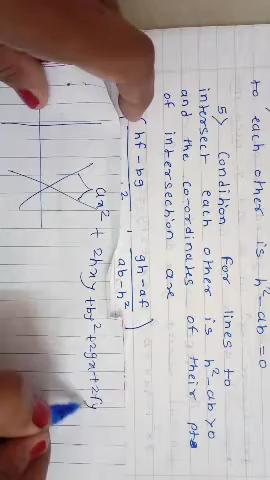 to each other is h²-ab=0
5) Condition for lines to
intersect each other is h²-ab>0
and the co-ordinates of their pts
of intersection are
( hf-bg , gh-af )
2 ab-h²
ax² + 2hxy + by² + 2gx + 2fy